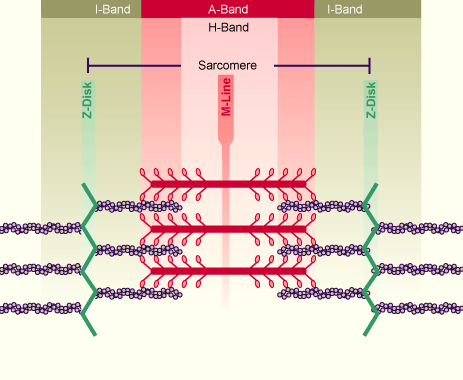 I-Band
A-Band
I-Band
H-Band
Sarcomere
Z-Disk
M-Line
Z-Disk